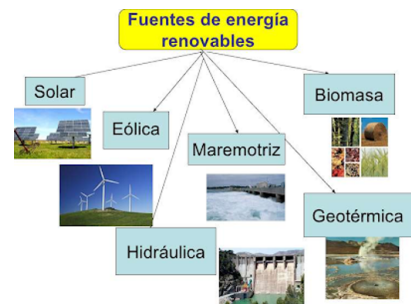 Fuentes de energía
renovables
Solar
Biomasa
Eólica
Maremotriz
Geotérmica
Hidráulica